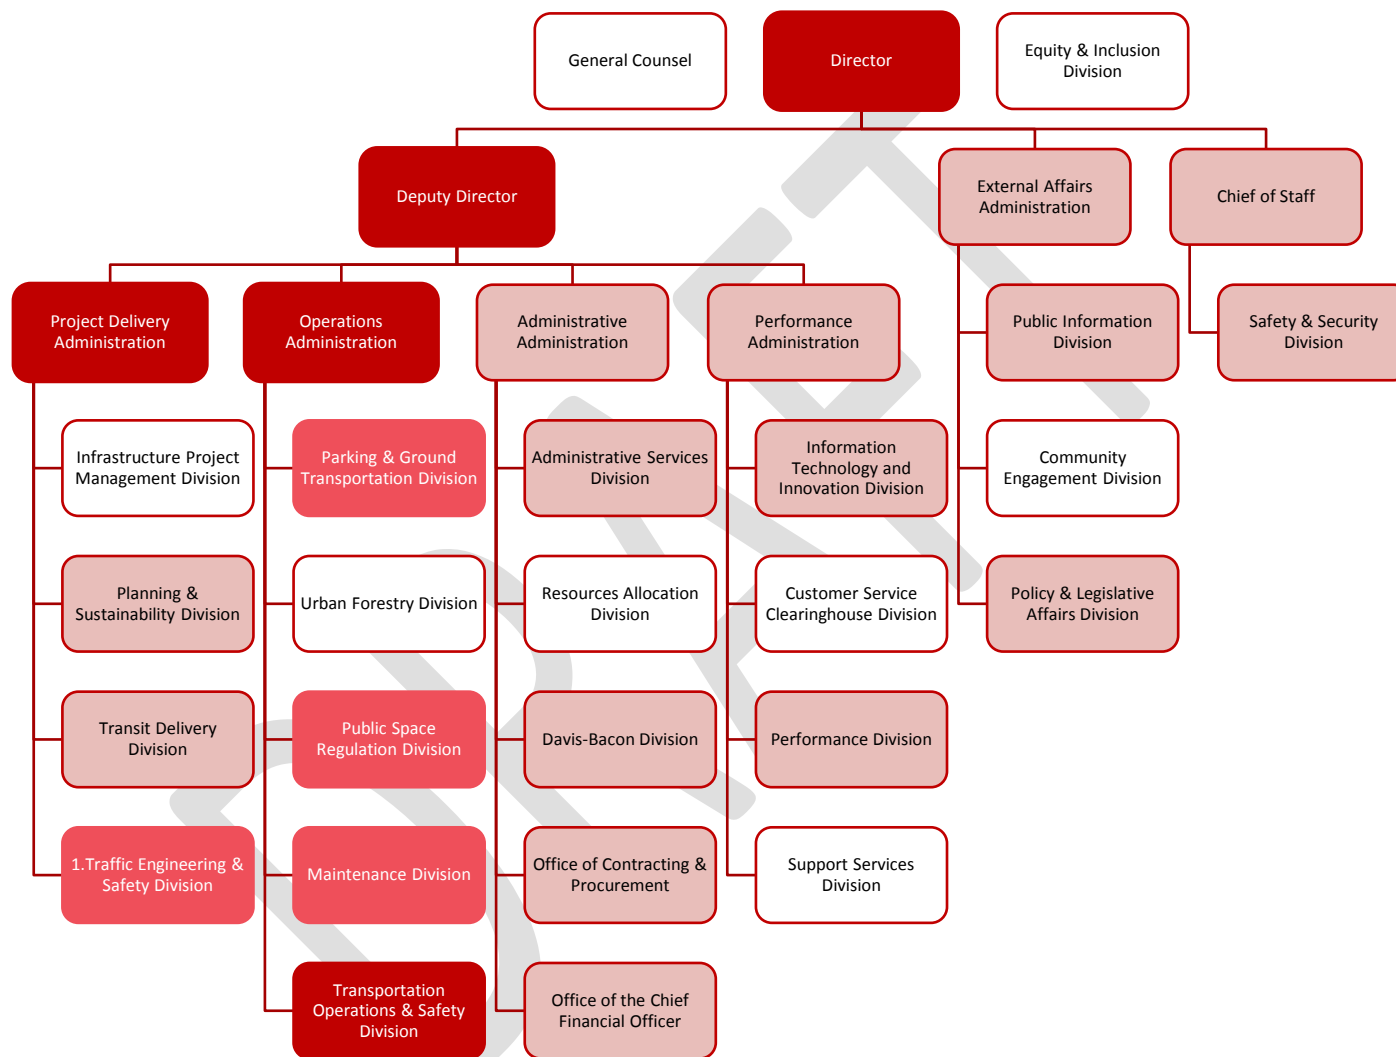 General Counsel
Director
Equity & Inclusion
Division
Deputy Director
External Affairs
Administration
Chief of Staff
Project Delivery
Administration
Operations
Administration
Administrative
Administration
Performance
Administration
Public Information
Division
Safety & Security
Division
Infrastructure Project
Management Division
Parking & Ground
Transportation Division
Administrative Services
Division
Information
Technology and
Innovation Division
Community
Engagement Division
Planning &
Sustainability Division
Urban Forestry Division
Resources Allocation
Division
Customer Service
Clearinghouse Division
Policy & Legislative
Affairs Division
Transit Delivery
Division
Public Space
Regulation Division
Davis-Bacon Division
Performance Division
1.Traffic Engineering &
Safety Division
Maintenance Division
Office of Contracting &
Procurement
Support Services
Division
Transportation
Operations & Safety
Division
Office of the Chief
Financial Officer
DRAFT